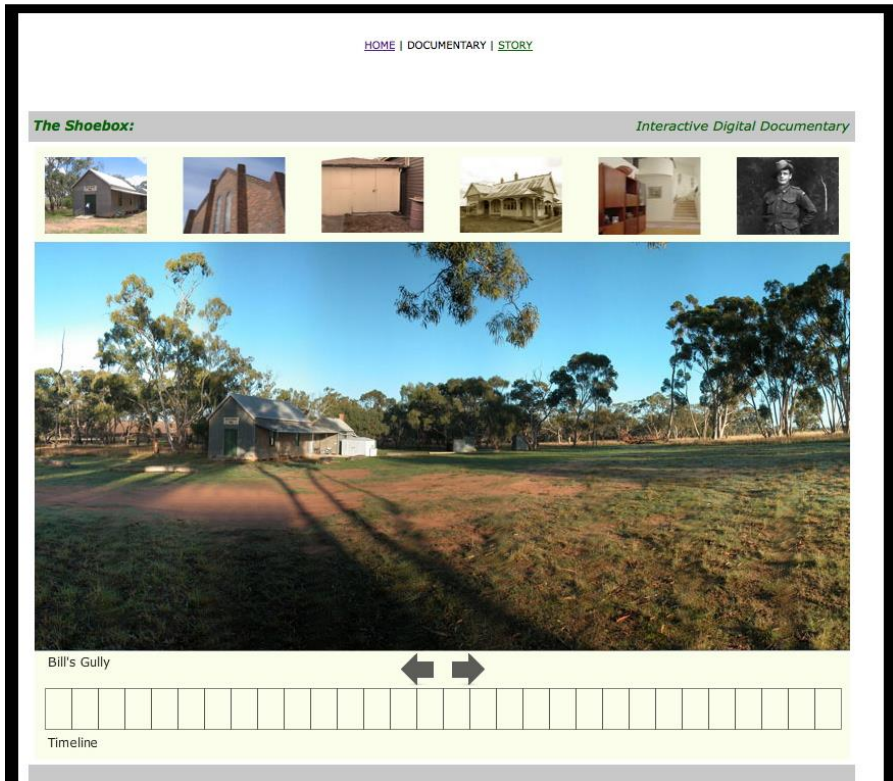 HOME | DOCUMENTARY | STORY
The Shoebox: Interactive Digital Documentary
Bill's Gully
Timeline